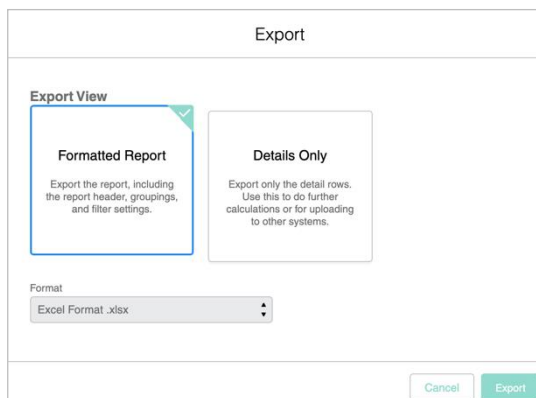 Export
Export View
Formatted Report
Export the report, including
the report header, groupings,
and filter settings.
Details Only
Export only the detail rows.
Use this to do further
calculations or for uploading
to other systems.
Format
Excel Format .xlsx
Cancel
Export